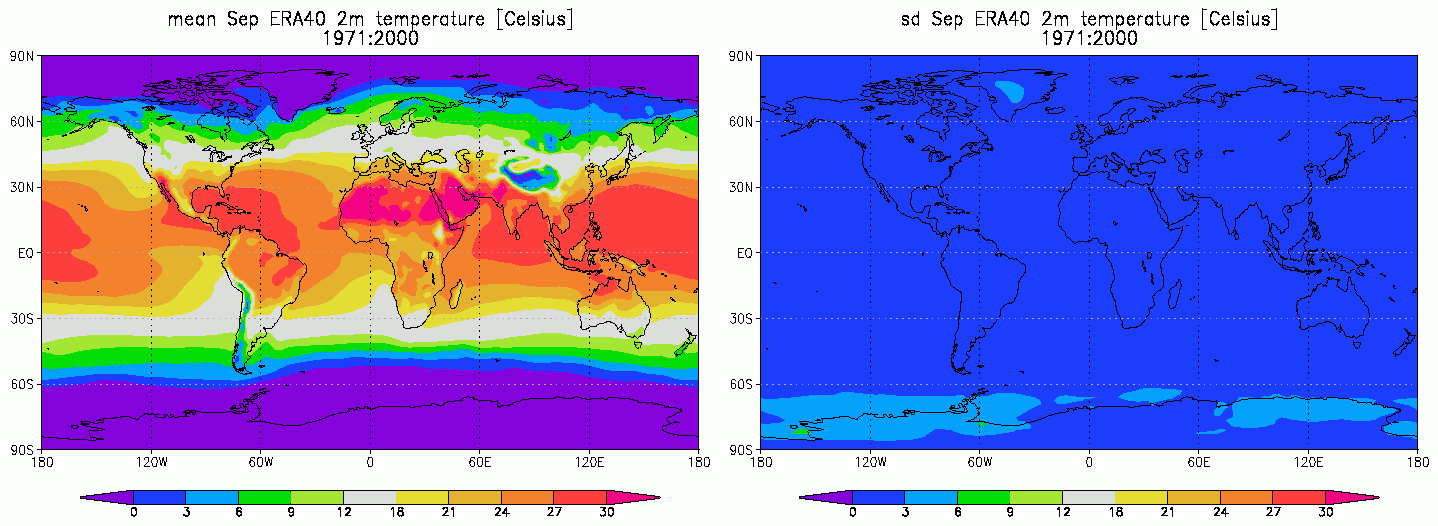 mean Sep ERA40 2m temperature [Celsius]
1971:2000
90N
60N
30N
EQ
30S
60S
90S
180 120W 60W 0 60E 120E 180
0 3 6 9 12 18 21 24 27 30
sd Sep ERA40 2m temperature [Celsius]
1971:2000
90N
60N
30N
EQ
30S
60S
90S
180 120W 60W 0 60E 120E 180
0 3 6 9 12 18 21 24 27 30